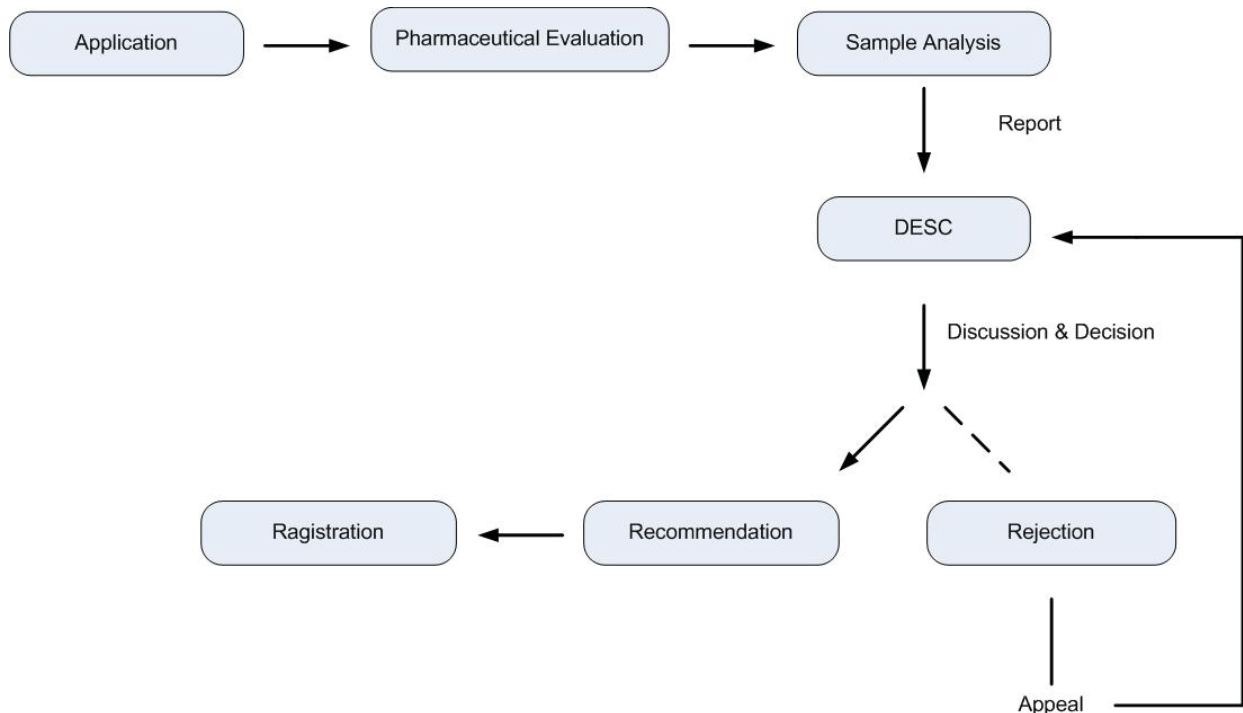 Application
Pharmaceutical Evaluation
Sample Analysis
Report
DESC
Discussion & Decision
Ragistration
Recommendation
Rejection
Appeal